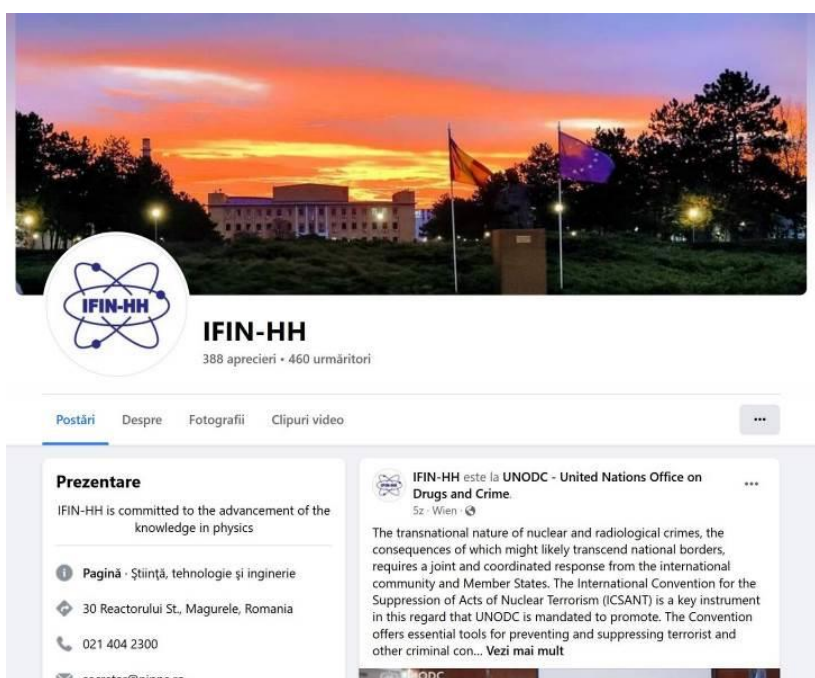 IFIN-HH
IFIN-HH
388 aprecieri • 460 urmăritori
Postări
Despre
Fotografii
Clipuri video
Prezentare
IFIN-HH is committed to the advancement of the
knowledge in physics
Pagină · Știință, tehnologie și inginerie
30 Reactorului St., Magurele, Romania
021 404 2300
IFIN-HH este la UNODC - United Nations Office on
Drugs and Crime.
5z · Wien ·
The transnational nature of nuclear and radiological crimes, the
consequences of which might likely transcend national borders,
requires a joint and coordinated response from the international
community and Member States. The International Convention for the
Suppression of Acts of Nuclear Terrorism (ICSANT) is a key instrument
in this regard that UNODC is mandated to promote. The Convention
offers essential tools for preventing and suppressing terrorist and
other criminal con... Vezi mai mult
UNODC